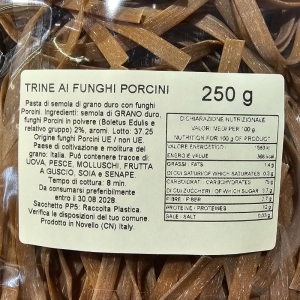 TRINE AI FUNGHI PORCINI
250 g
Pasta di semola di grano duro con funghi
Porcini. Ingredienti: semola di GRANO duro,
funghi Porcini in polvere (Boletus Edulis e
relativo gruppo) 2%, aromi. Lotto: 37.25
Origine funghi Porcini UE / non UE
Paese di coltivazione e molitura del
grano: Italia. Può contenere tracce di:
UOVA, PESCE, MOLLUSCHI, FRUTTA
A GUSCIO, SOIA e SENAPE.
Tempo di cottura: 8 min.
Da consumarsi preferibilmente
entro il 30.08.2028
Sacchetto PP5: Raccolta Plastica.
Verifica le disposizioni del tuo comune.
Prodotto in Novello (CN) Italy.
DICHIARAZIONE NUTRIZIONALE
VALORI MEDI PER 100 g
NUTRITION FOR 100 g OF PRODUCT
VALORE ENERGETICO
ENERGIE VALUE
GRASSI / FATS
DI CUI SATURI / OF WHICH SATURATES
CARBOIDRATI / CARBOHYDRATES
DI CUI ZUCCHERI / OF WHICH SUGAR
FIBRE / FIBER
PROTEINE / PROTEINES
SALE / SALT